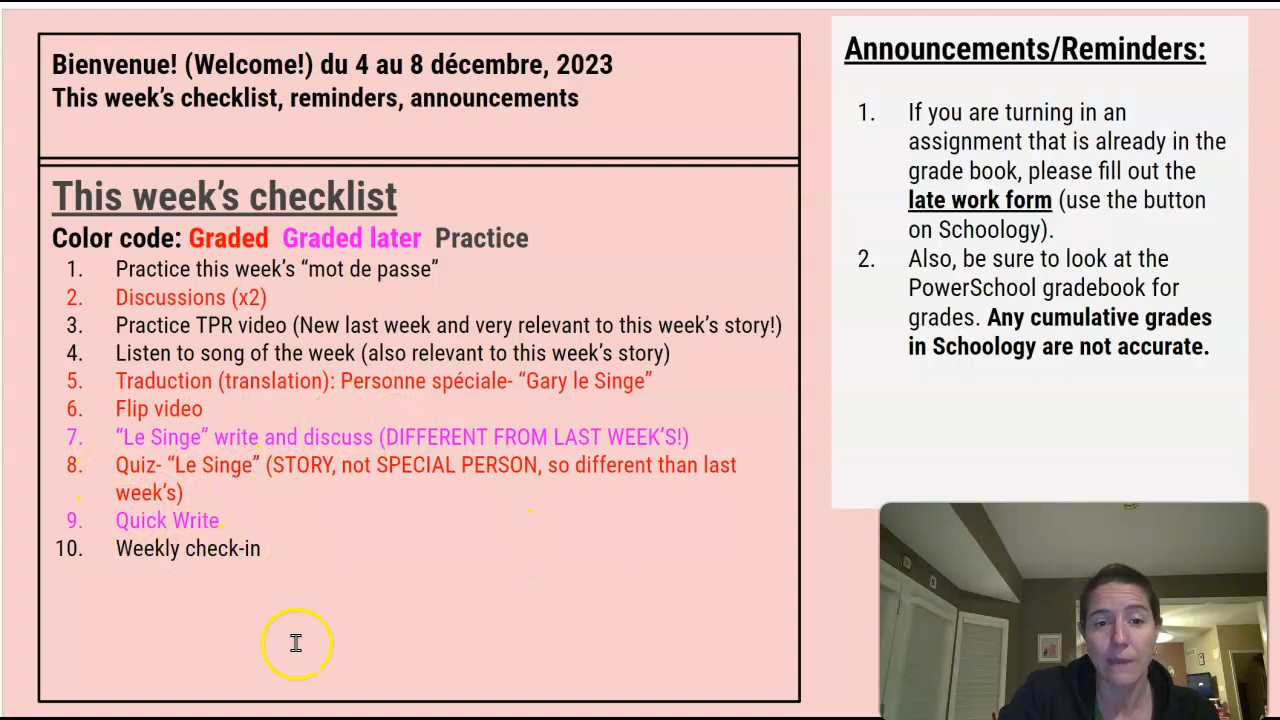 Bienvenue! (Welcome!) du 4 au 8 décembre, 2023
This week's checklist, reminders, announcements
This week's checklist
Color code: Graded Graded later Practice
1. Practice this week's “mot de passe”
2. Discussions (x2)
3. Practice TPR video (New last week and very relevant to this week's story!)
4. Listen to song of the week (also relevant to this week's story)
5. Traduction (translation): Personne spéciale- “Gary le Singe”
6. Flip video
7. “Le Singe” write and discuss (DIFFERENT FROM LAST WEEK'S!)
8. Quiz- “Le Singe” (STORY, not SPECIAL PERSON, so different than last
week's)
9. Quick Write
10. Weekly check-in
Announcements/Reminders:
1. If you are turning in an
assignment that is already in the
grade book, please fill out the
late work form (use the button
on Schoology).
2. Also, be sure to look at the
PowerSchool gradebook for
grades. Any cumulative grades
in Schoology are not accurate.